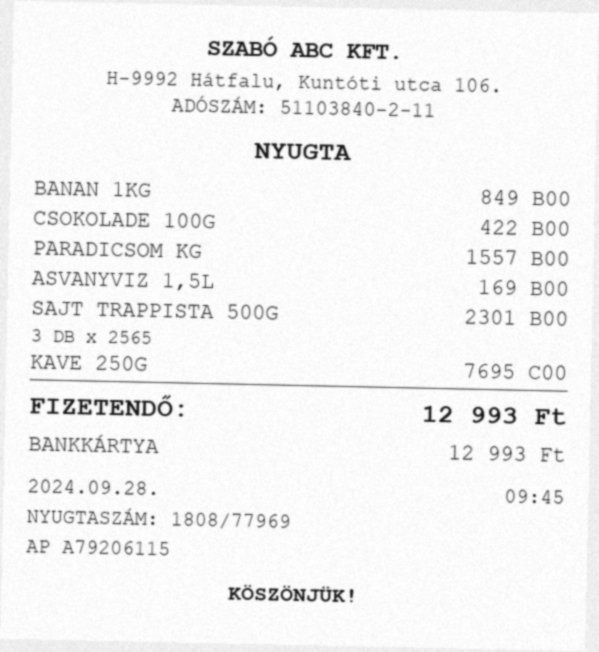 SZABÓ ABC KFT.
H-9992 Hátfalu, Kuntóti utca 106.
ADÓSZÁM: 51103840-2-11
NYUGTA
BANAN 1KG 849 B00
CSOKOLADE 100G 422 B00
PARADICSOM KG 1557 B00
ASVANYVIZ 1,5L 169 B00
SAJT TRAPPISTA 500G 2301 B00
3 DB x 2565
KAVE 250G 7695 C00
FIZETENDŐ: 12 993 Ft
BANKKÁRTYA 12 993 Ft
2024.09.28. 09:45
NYUGTASZÁM: 1808/77969
AP A79206115
KÖSZÖNJÜK!